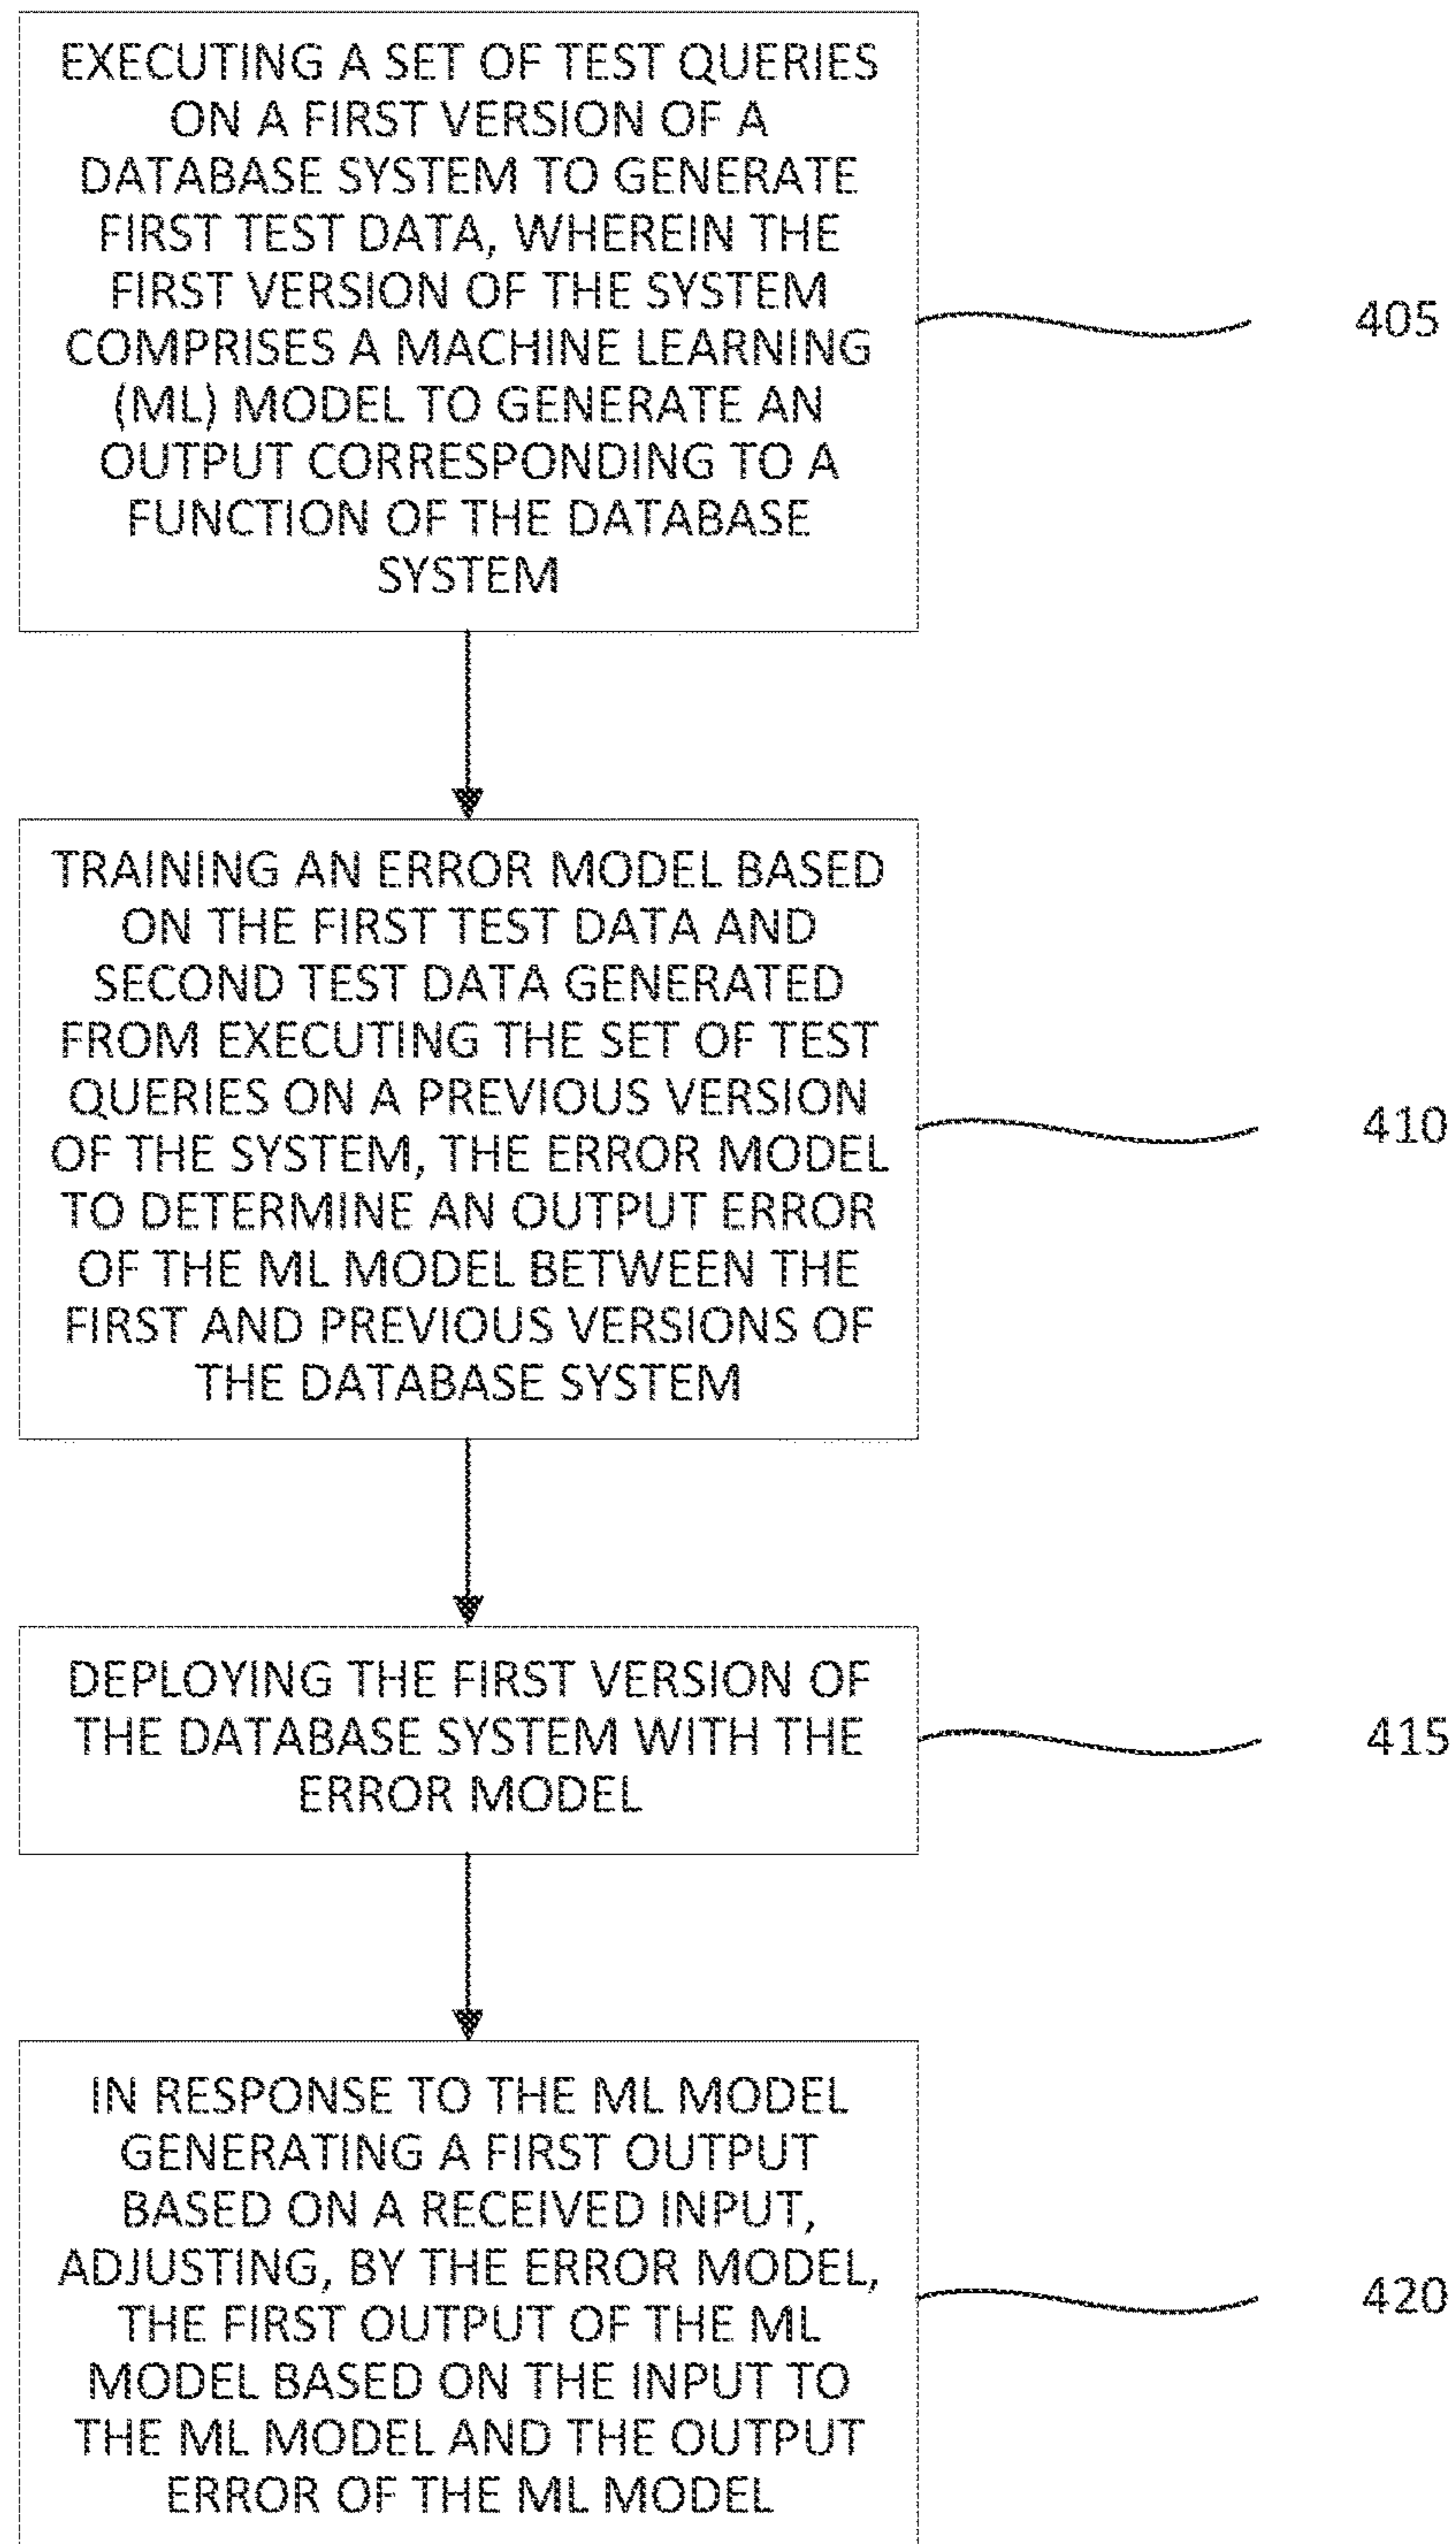 EXECUTING A SET OF TEST QUERIES
ON A FIRST VERSION OF A
DATABASE SYSTEM TO GENERATE
FIRST TEST DATA, WHEREIN THE
FIRST VERSION OF THE SYSTEM
COMPRISES A MACHINE LEARNING
(ML) MODEL TO GENERATE AN
OUTPUT CORRESPONDING TO A
FUNCTION OF THE DATABASE
SYSTEM
405
TRAINING AN ERROR MODEL BASED
ON THE FIRST TEST DATA AND
SECOND TEST DATA GENERATED
FROM EXECUTING THE SET OF TEST
QUERIES ON A PREVIOUS VERSION
OF THE SYSTEM, THE ERROR MODEL
TO DETERMINE AN OUTPUT ERROR
OF THE ML MODEL BETWEEN THE
FIRST AND PREVIOUS VERSIONS OF
THE DATABASE SYSTEM
410
DEPLOYING THE FIRST VERSION OF
THE DATABASE SYSTEM WITH THE
ERROR MODEL
415
IN RESPONSE TO THE ML MODEL
GENERATING A FIRST OUTPUT
BASED ON A RECEIVED INPUT,
ADJUSTING, BY THE ERROR MODEL,
THE FIRST OUTPUT OF THE ML
MODEL BASED ON THE INPUT TO
THE ML MODEL AND THE OUTPUT
ERROR OF THE ML MODEL
420